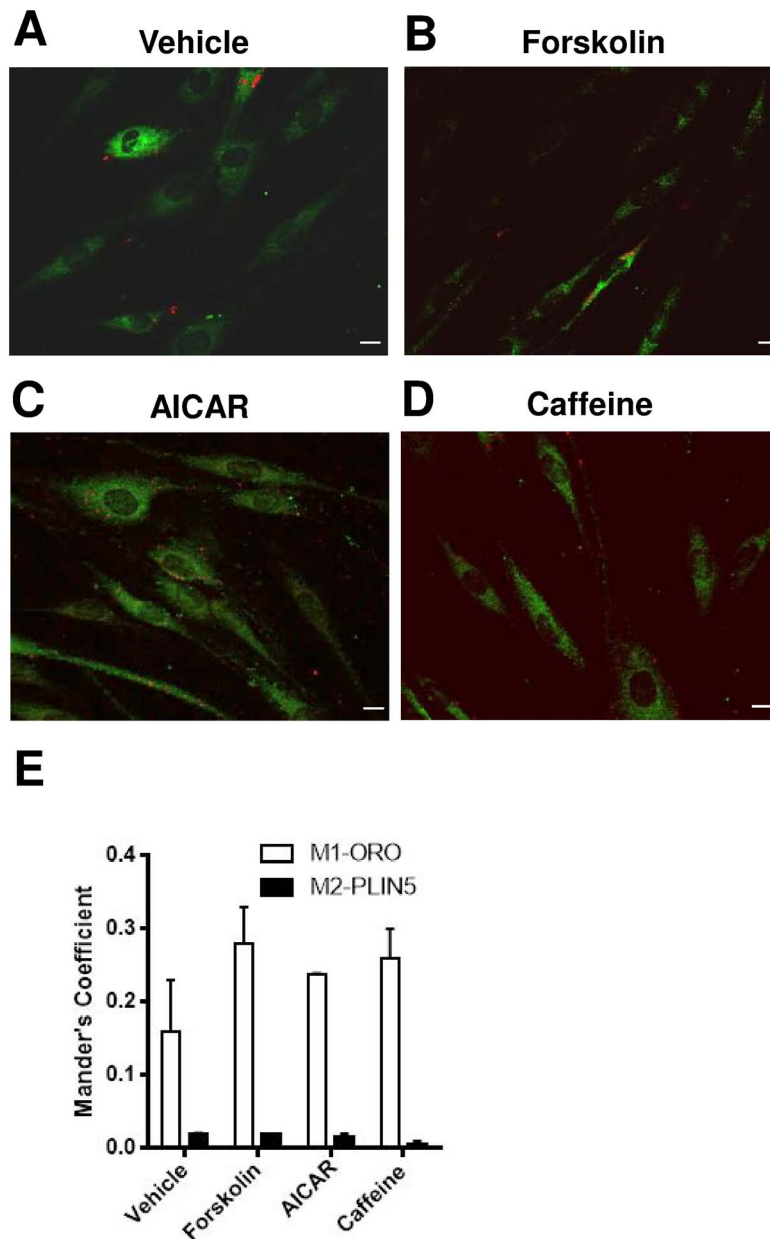 A Vehicle
B Forskolin
C AICAR
D Caffeine
E
M1-ORO
M2-PLIN5
Mander's Coefficient
0.4
0.3
0.2
0.1
0.0
Vehicle
Forskolin
AICAR
Caffeine